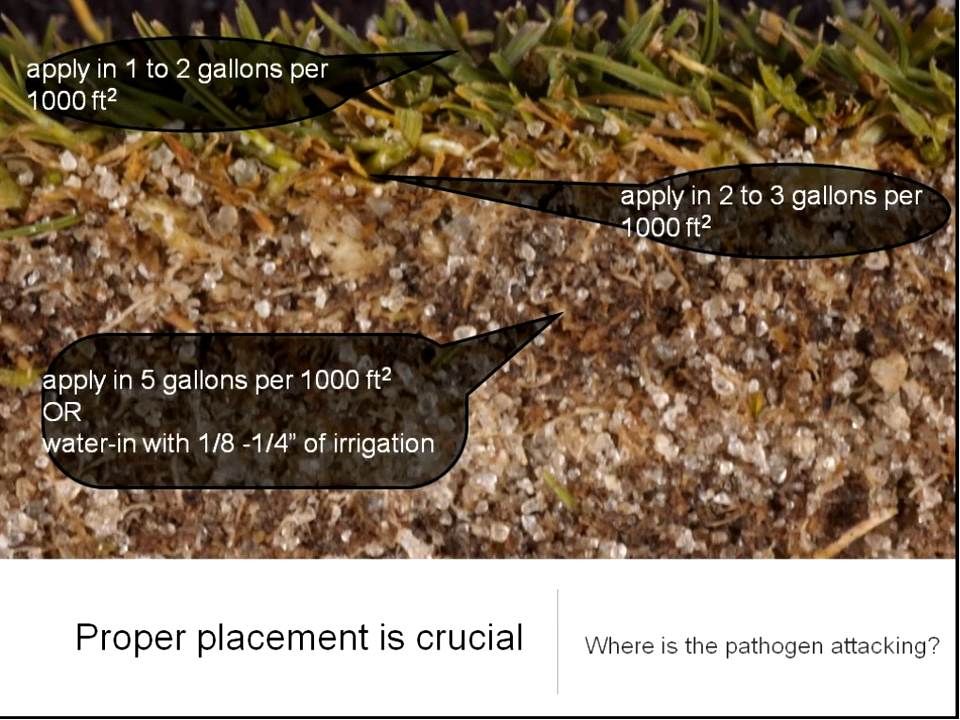 apply in 1 to 2 gallons per
1000 ft²
apply in 2 to 3 gallons per
1000 ft²
apply in 5 gallons per 1000 ft²
OR
water-in with 1/8 -1/4” of irrigation
Proper placement is crucial
Where is the pathogen attacking?